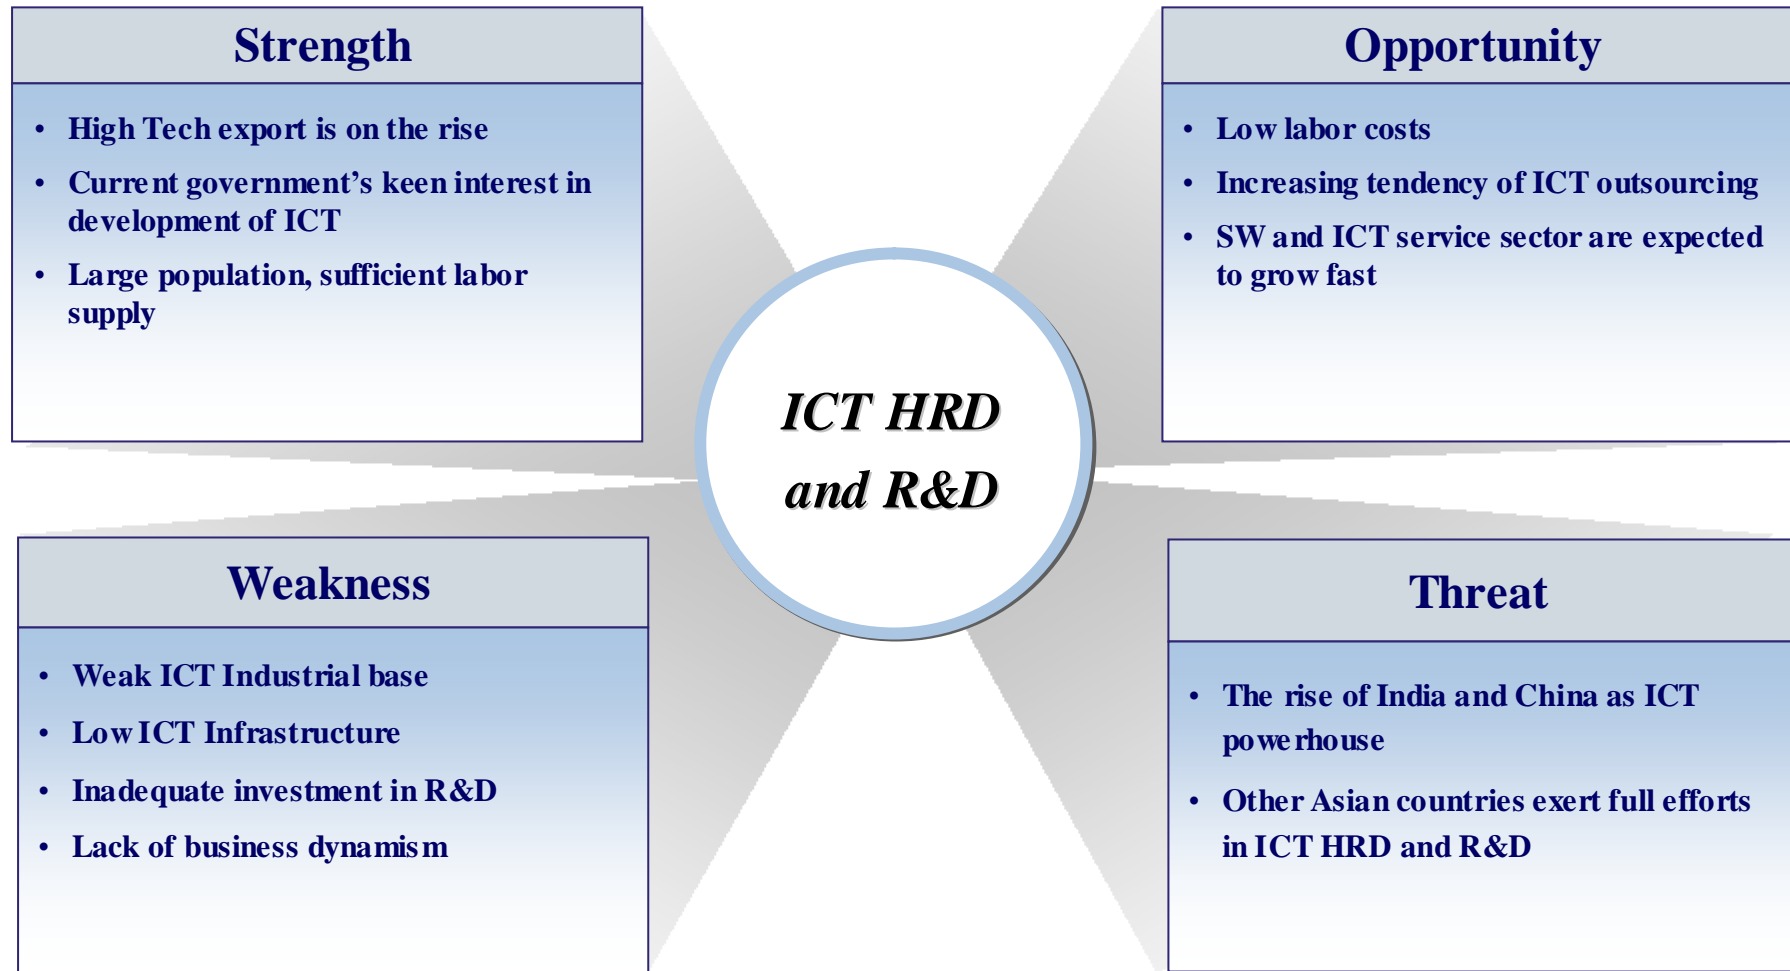 Strength
• High Tech export is on the rise
• Current government’s keen interest in
development of ICT
• Large population, sufficient labor
supply
Opportunity
• Low labor costs
• Increasing tendency of ICT outsourcing
• SW and ICT service sector are expected
to grow fast
ICT HRD
and R&D
Weakness
• Weak ICT Industrial base
• Low ICT Infrastructure
• Inadequate investment in R&D
• Lack of business dynamism
Threat
• The rise of India and China as ICT
powerhouse
• Other Asian countries exert full efforts
in ICT HRD and R&D